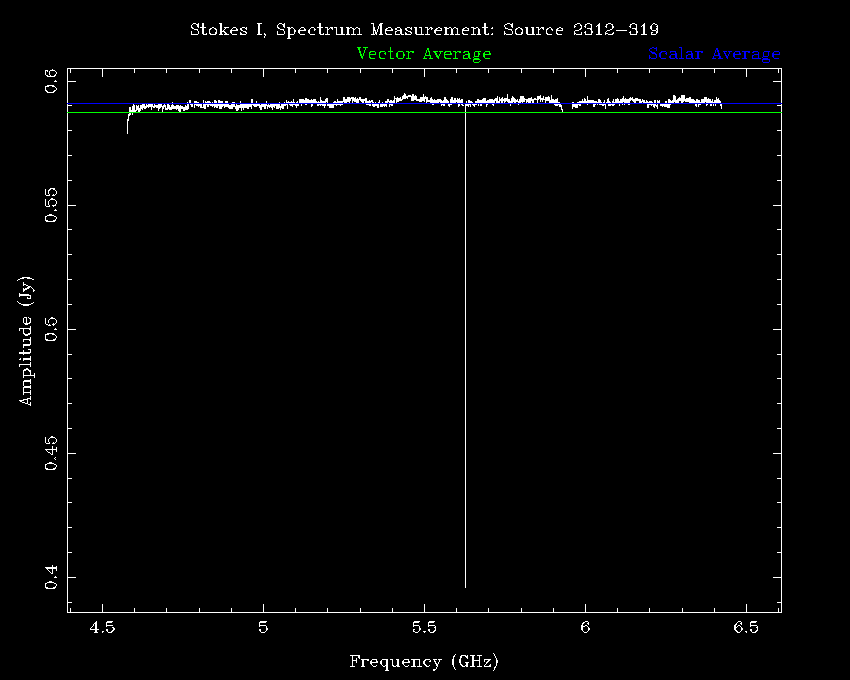 Stokes I, Spectrum Measurement: Source 2312−319
Vector Average Scalar Average
0.6
0.55
0.5
0.45
0.4
Amplitude (Jy)
4.5 5 5.5 6 6.5
Frequency (GHz)